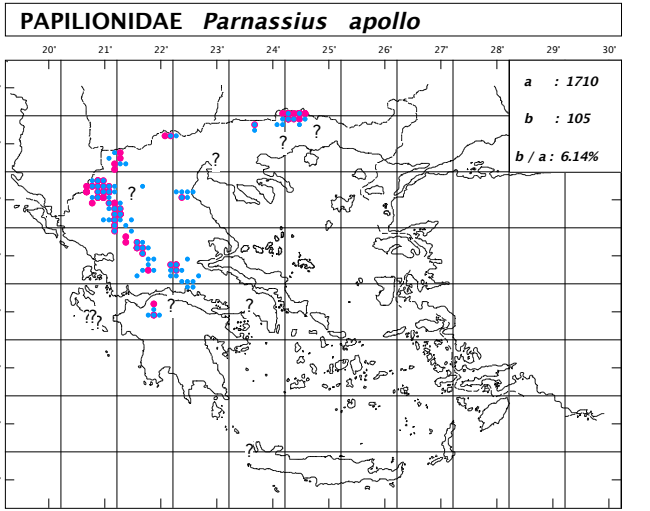 PAPILIONIDAE Parnassius apollo
20˙ 21˙ 22˙ 23˙ 24˙ 25˙ 26˙ 27˙ 28˙ 29˙ 30˙
a : 1710
b : 105
b / a : 6.14%
?
?
?
?
? ?
? ? ?
?